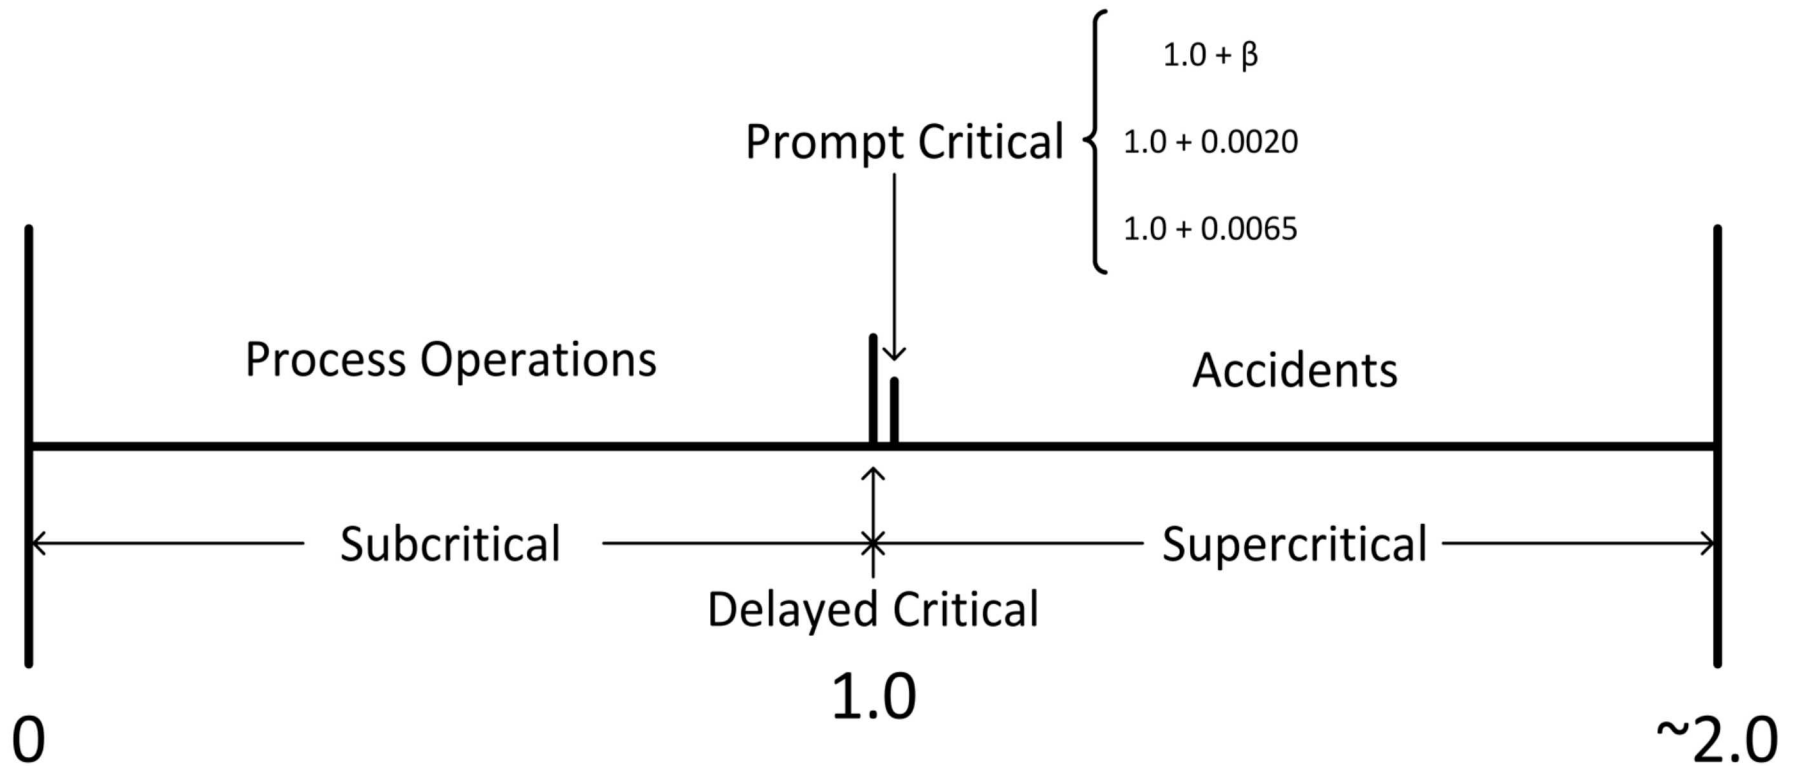 1.0 + β
Prompt Critical
1.0 + 0.0020
1.0 + 0.0065
Process Operations
Accidents
Subcritical
Supercritical
Delayed Critical
1.0
0
~2.0